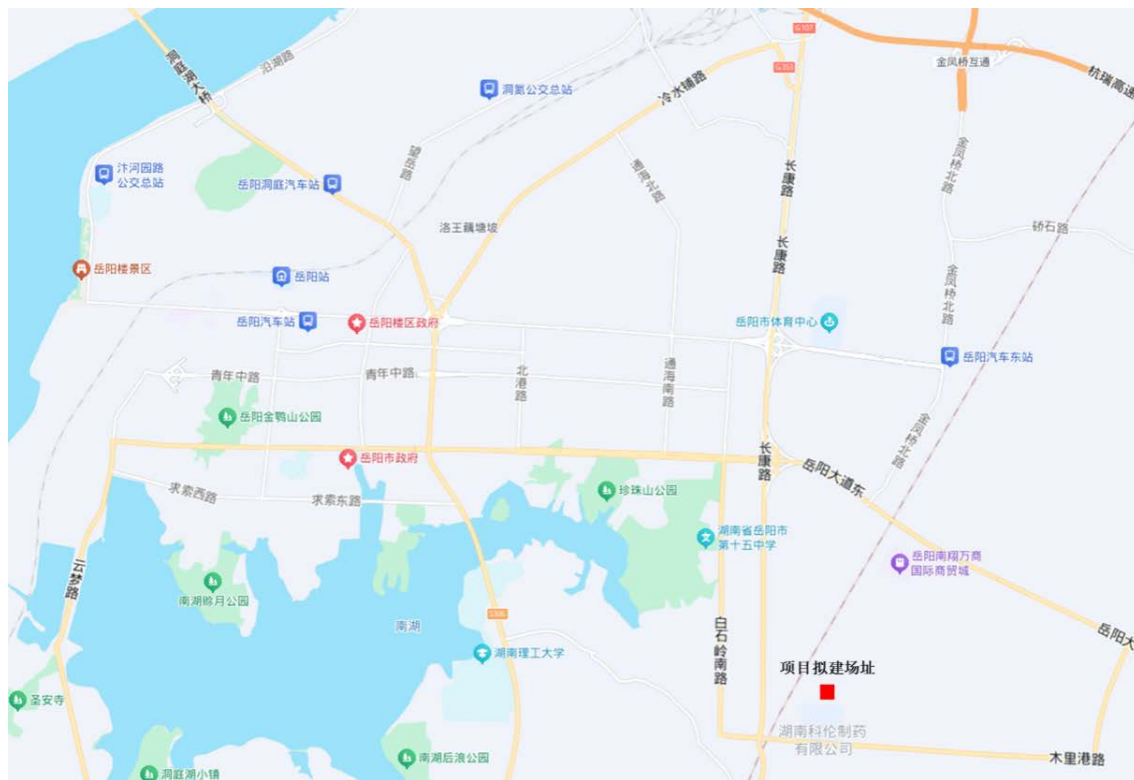 G107
洞庭湖大桥
沿湖路
G353
金凤桥互通
杭瑞高速
洞氮公交总站
冷水铺路
汴河园路
公交总站
望岳路
通海北路
长康路
金凤桥北路
岳阳洞庭汽车站
洛王藕塘坡
硚石路
长康路
岳阳楼景区
岳阳站
金凤桥北路
岳阳汽车站
岳阳楼区政府
岳阳市体育中心
岳阳汽车东站
青年中路
青年中路
北港路
通海南路
岳阳金鹗山公园
金凤桥北路
长康路
岳阳市政府
岳阳大道东
求索西路
求索东路
珍珠山公园
湖南省岳阳市
第十五中学
岳阳南翔万商
国际商贸城
云梦路
南湖赊月公园
S306
南湖
白石岭南路
岳阳大
湖南理工大学
项目拟建场址
圣安寺
湖南科伦制药
有限公司
南湖后浪公园
木里港路
洞庭湖小镇